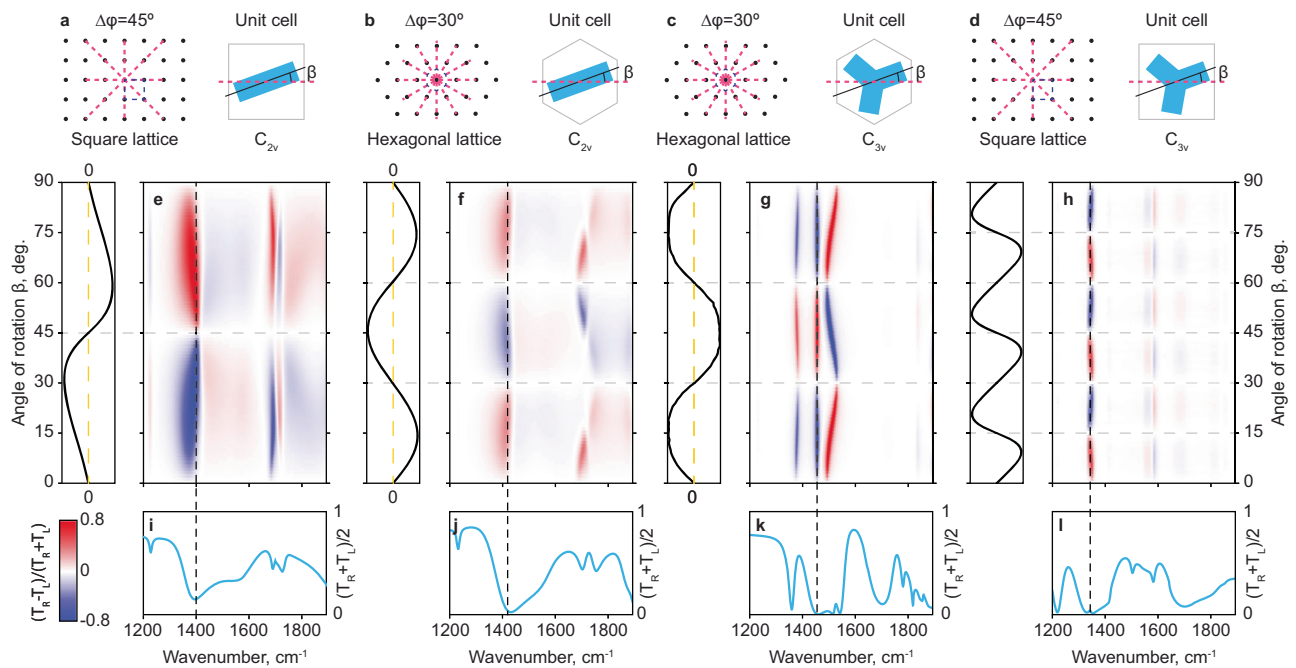 a Δφ=45º Unit cell b Δφ=30º Unit cell c Δφ=30º Unit cell d Δφ=45º Unit cell
β β β β
Square lattice C2v Hexagonal lattice C2v Hexagonal lattice C3v Square lattice C3v
0 0 0
90 e f g h 90
75 75
60 60
45 45
30 30
15 15
0 0
Angle of rotation β, deg.
Angle of rotation β, deg.
0 0 0
(TR-TL)/(TR+TL)
0.8
0
-0.8
i 1 j 1 k 1 l 1
(TR+TL)/2 (TR+TL)/2 (TR+TL)/2 (TR+TL)/2
0 0 0 0
1200 1400 1600 1800 1200 1400 1600 1800 1200 1400 1600 1800 1200 1400 1600 1800
Wavenumber, cm-1 Wavenumber, cm-1 Wavenumber, cm-1 Wavenumber, cm-1